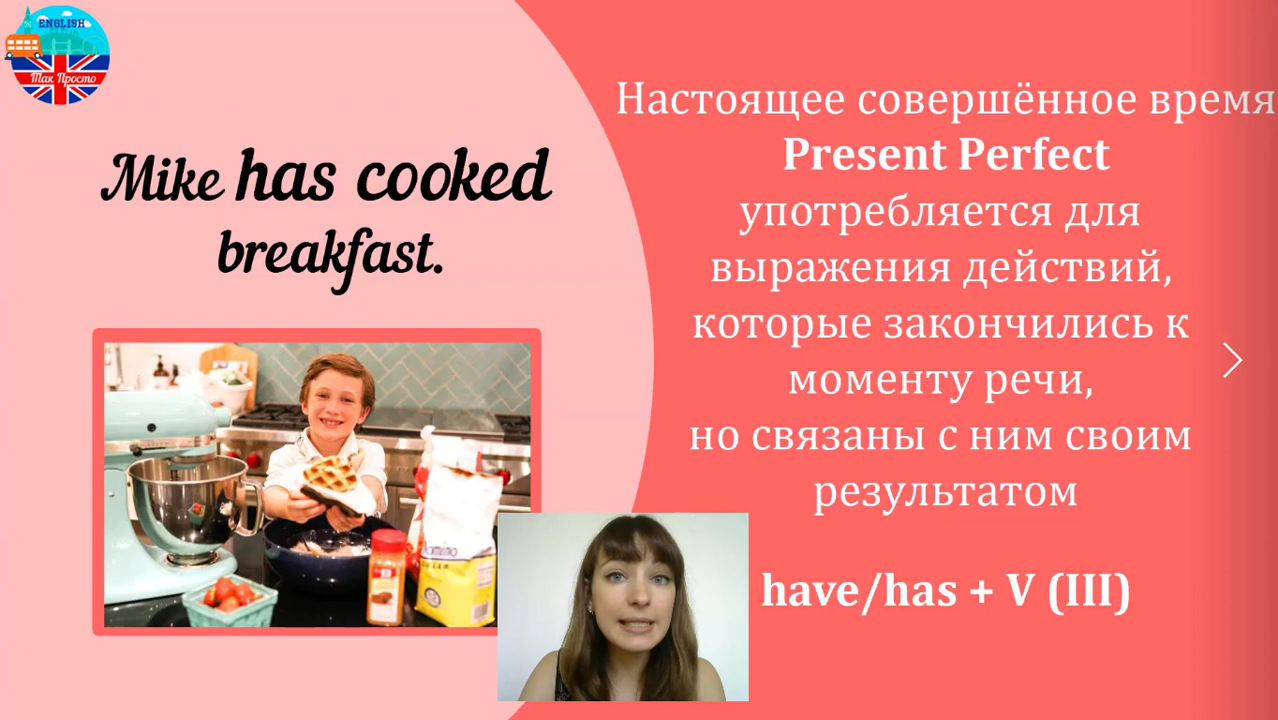 ENGLISH
Так Просто
Mike has cooked
breakfast.
Настоящее совершённое время
Present Perfect
употребляется для
выражения действий,
которые закончились к
моменту речи,
но связаны с ним своим
результатом
have/has + V (III)